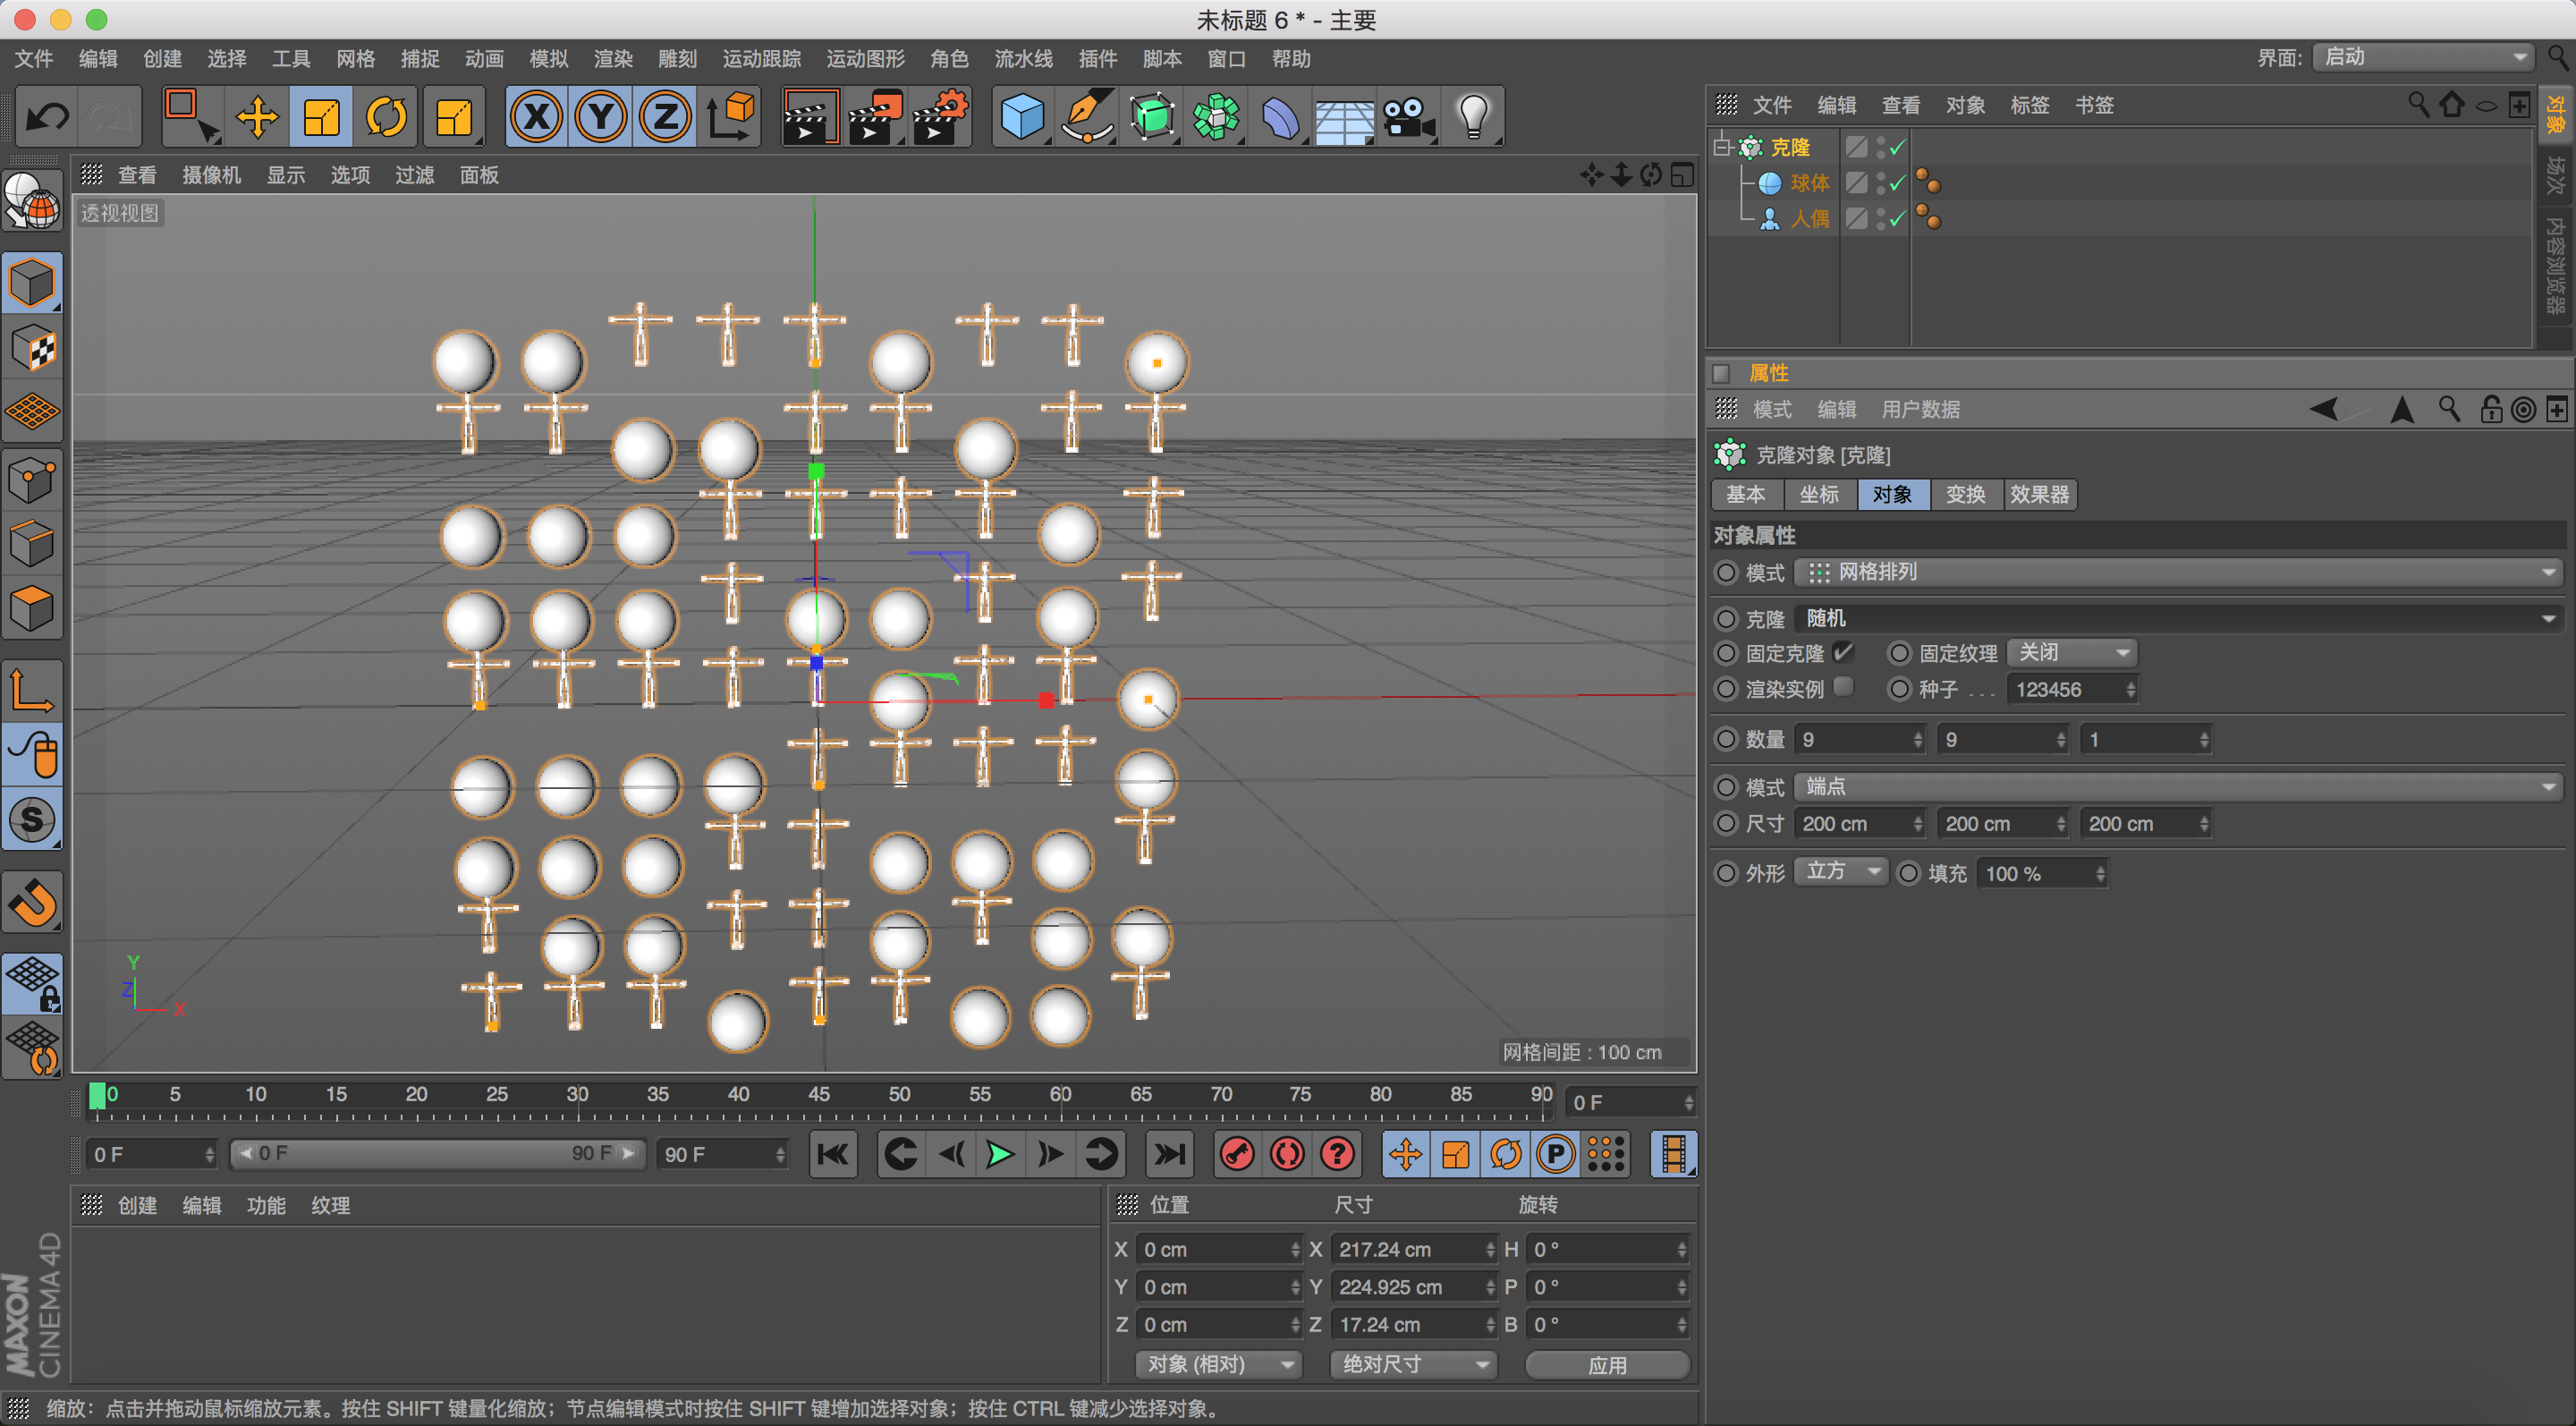 未标题 6 * - 主要
文件 编辑 创建 选择 工具 网格 捕捉 动画 模拟 渲染 雕刻 运动跟踪 运动图形 角色 流水线 插件 脚本 窗口 帮助 界面: 启动
X Y Z
文件 编辑 查看 对象 标签 书签
对象
场次
内容浏览器
查看 摄像机 显示 选项 过滤 面板
透视视图
克隆
球体
人偶
属性
模式 编辑 用户数据
克隆对象 [克隆]
基本 坐标 对象 变换 效果器
对象属性
模式 网格排列
克隆 随机
固定克隆 固定纹理 关闭
渲染实例 种子 . . . 123456
数量 9 9 1
模式 端点
尺寸 200 cm 200 cm 200 cm
外形 立方 填充 100 %
S
Y
Z
X
网格间距 : 100 cm
0 5 10 15 20 25 30 35 40 45 50 55 60 65 70 75 80 85 90 0 F
0 F 0 F 90 F 90 F ? P
创建 编辑 功能 纹理
位置 尺寸 旋转
X 0 cm X 217.24 cm H 0 °
Y 0 cm Y 224.925 cm P 0 °
Z 0 cm Z 17.24 cm B 0 °
对象 (相对) 绝对尺寸 应用
MAXON
CINEMA 4D
缩放：点击并拖动鼠标缩放元素。按住 SHIFT 键量化缩放；节点编辑模式时按住 SHIFT 键增加选择对象；按住 CTRL 键减少选择对象。